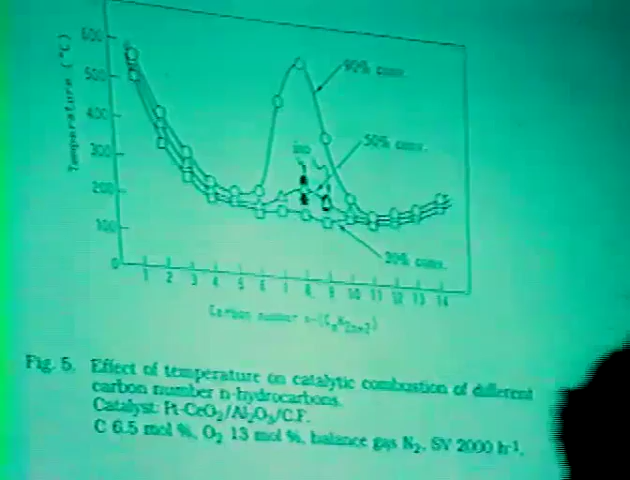 600
500
400
300
200
100
0
Temperature (°C)
90% conv.
50% conv.
iso
20% conv.
1 2 3 4 5 6 7 8 9 10 11 12 13 14
Carbon number n-(CnH2n+2)
Fig. 5. Effect of temperature on catalytic combustion of different
carbon number n-hydrocarbons.
Catalyst: Pt-CeO2/Al2O3/C.F.
C 6.5 mol %, O2 13 mol %, balance gas N2, SV 2000 h-1.